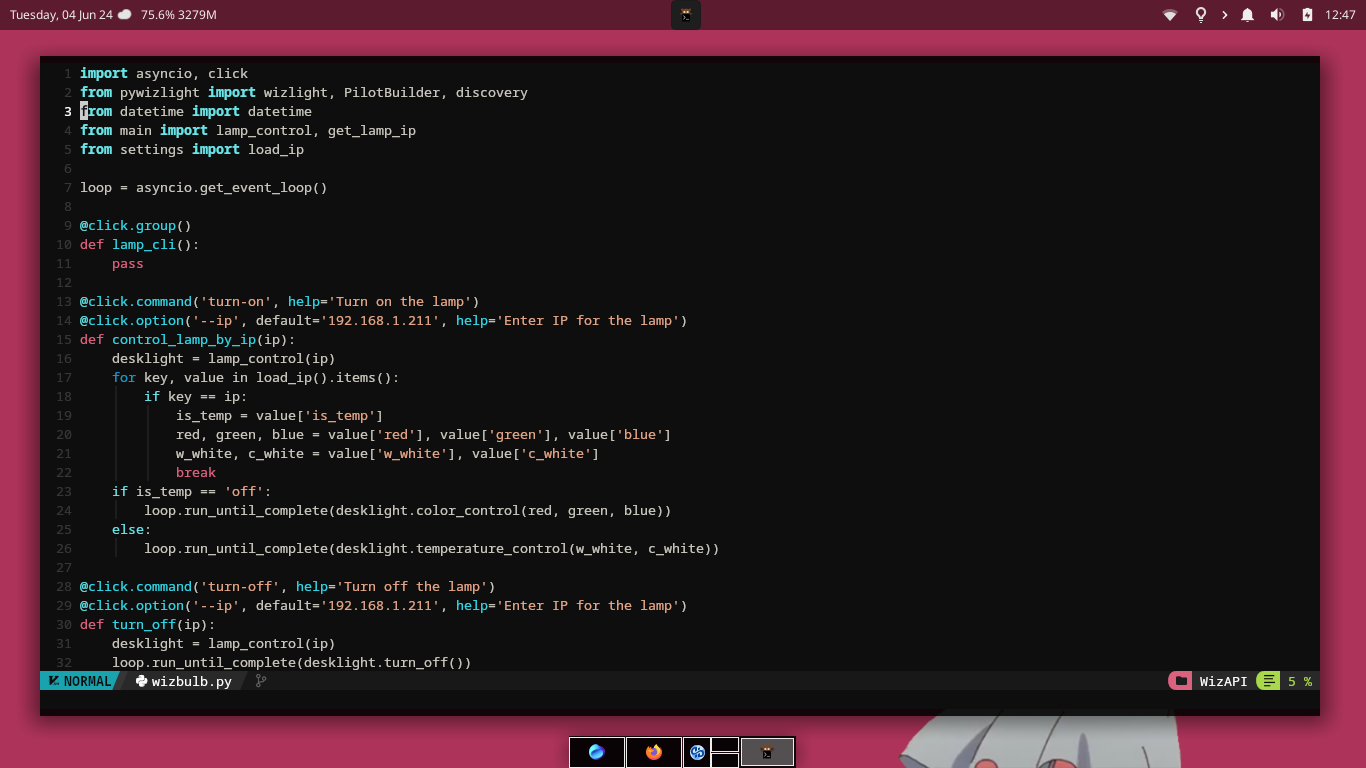 Tuesday, 04 Jun 24 75.6% 3279M 12:47
1 import asyncio, click
2 from pywizlight import wizlight, PilotBuilder, discovery
3 from datetime import datetime
4 from main import lamp_control, get_lamp_ip
5 from settings import load_ip
6
7 loop = asyncio.get_event_loop()
8
9 @click.group()
10 def lamp_cli():
11     pass
12
13 @click.command('turn-on', help='Turn on the lamp')
14 @click.option('--ip', default='192.168.1.211', help='Enter IP for the lamp')
15 def control_lamp_by_ip(ip):
16     desklight = lamp_control(ip)
17     for key, value in load_ip().items():
18         if key == ip:
19             is_temp = value['is_temp']
20             red, green, blue = value['red'], value['green'], value['blue']
21             w_white, c_white = value['w_white'], value['c_white']
22             break
23     if is_temp == 'off':
24         loop.run_until_complete(desklight.color_control(red, green, blue))
25     else:
26         loop.run_until_complete(desklight.temperature_control(w_white, c_white))
27
28 @click.command('turn-off', help='Turn off the lamp')
29 @click.option('--ip', default='192.168.1.211', help='Enter IP for the lamp')
30 def turn_off(ip):
31     desklight = lamp_control(ip)
32     loop.run_until_complete(desklight.turn_off())
NORMAL wizbulb.py WizAPI 5 %